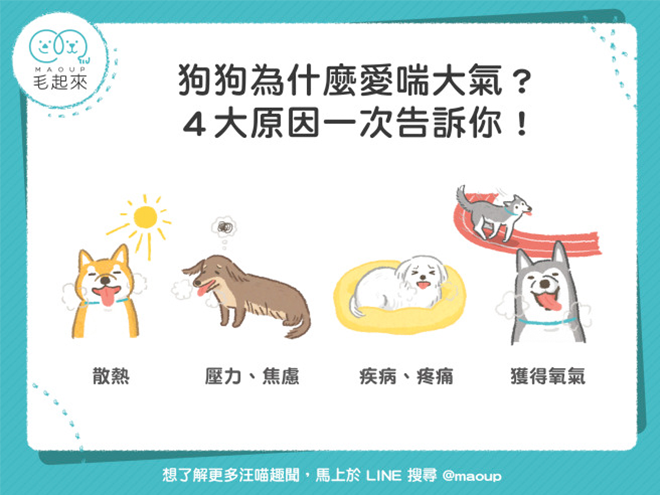 MAOUP
毛起來
狗狗為什麼愛喘大氣？
4大原因一次告訴你！
散熱
壓力、焦慮
疾病、疼痛
獲得氧氣
想了解更多汪喵趣聞，馬上於 LINE 搜尋 @maoup